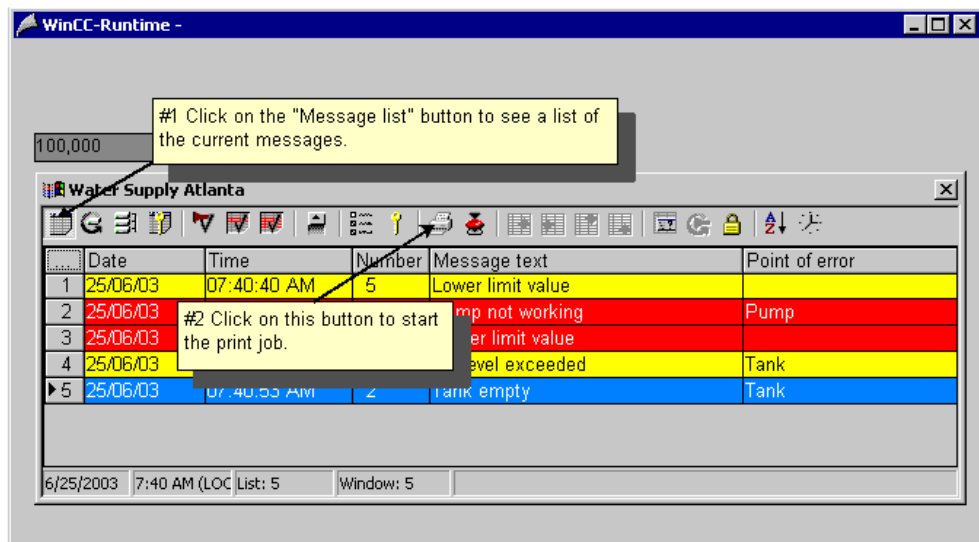 WinCC-Runtime -
#1 Click on the "Message list" button to see a list of
the current messages.
100,000
Water Supply Atlanta
Date Time Number Message text Point of error
1 25/06/03 07:40:40 AM 5 Lower limit value
2 25/06/03 not working Pump
3 25/06/03 limit value
4 25/06/03 exceeded Tank
5 25/06/03 07:40:53 AM 2 Tank empty Tank
#2 Click on this button to start
the print job.
6/25/2003 7:40 AM (LOC List: 5 Window: 5